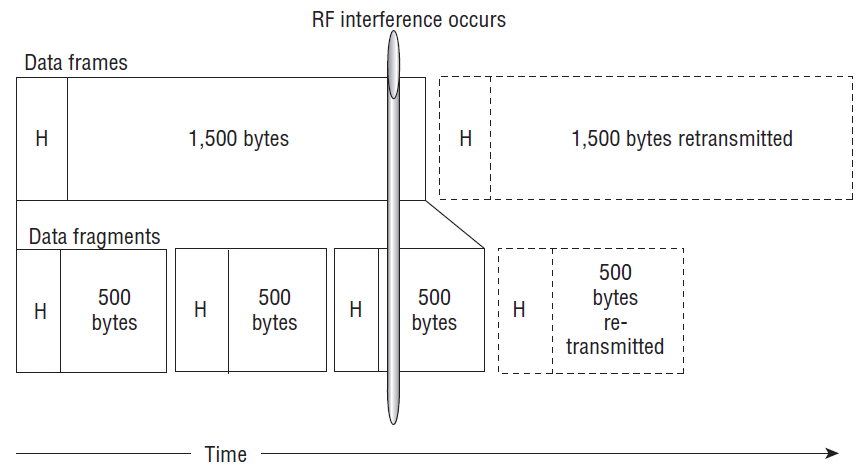 RF interference occurs
Data frames
H
1,500 bytes
H
1,500 bytes retransmitted
Data fragments
H
500
bytes
H
500
bytes
H
500
bytes
H
500
bytes
re-
transmitted
Time